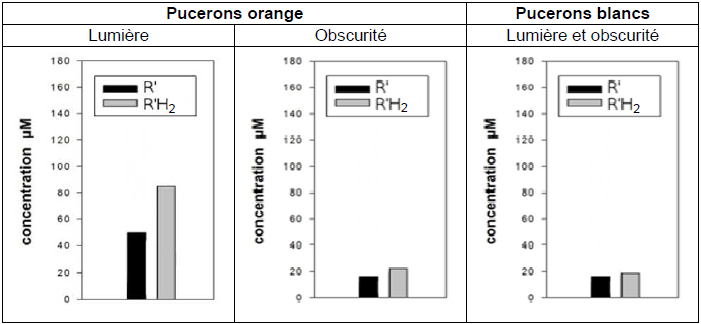 Pucerons orange
Pucerons blancs
Lumière
Obscurité
Lumière et obscurité
concentration µM
180
160
140
120
100
80
60
40
20
0
R'
R'H2
concentration µM
180
160
140
120
100
80
60
40
20
0
R'
R'H2
concentration µM
180
160
140
120
100
80
60
40
20
0
R'
R'H2